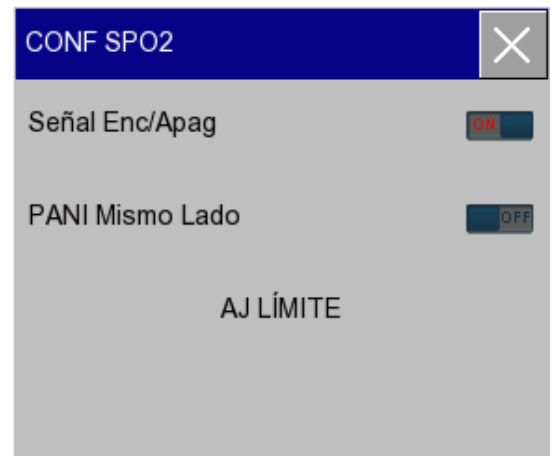 CONF SPO2
Señal Enc/Apag
ON
PANI Mismo Lado
OFF
AJ LÍMITE